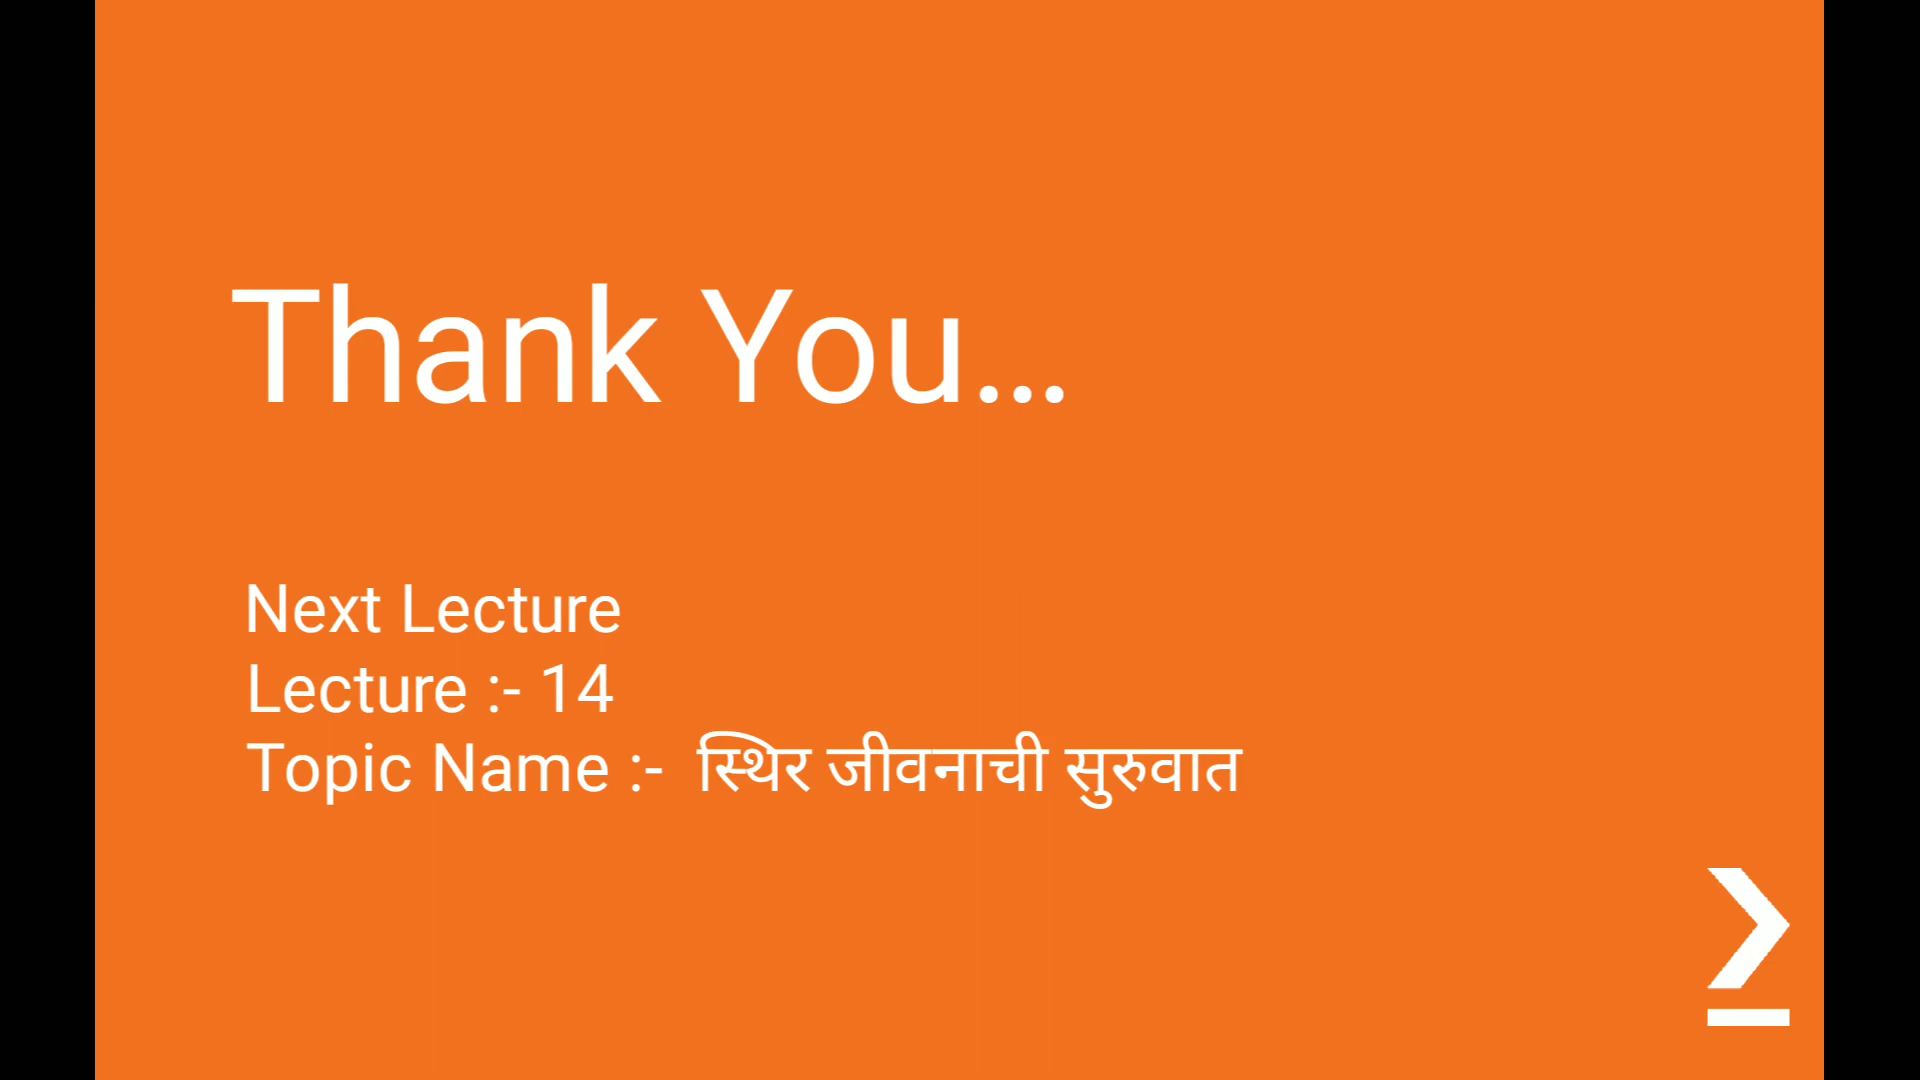 Thank You...
Next Lecture
Lecture :- 14
Topic Name :- स्थिर जीवनाची सुरुवात